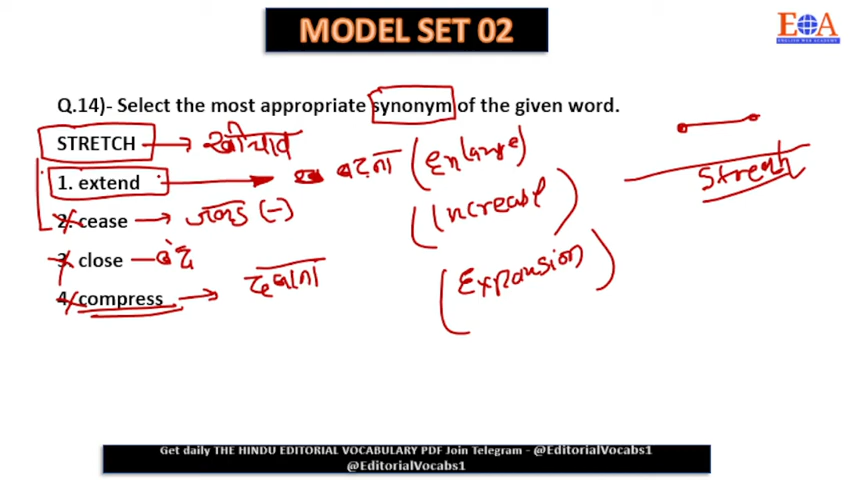 MODEL SET 02
EOA
ENGLISH WEB ACADEMY
Q.14)- Select the most appropriate synonym of the given word.
STRETCH → खीचाव
1. extend → बढ़ना (Enlarge)
2. cease → (-)
(Increase)
3. close — बंद
4. compress → दबाना
(Expansion)
Stretch
Get daily THE HINDU EDITORIAL VOCABULARY PDF Join Telegram - @EditorialVocabs1
@EditorialVocabs1